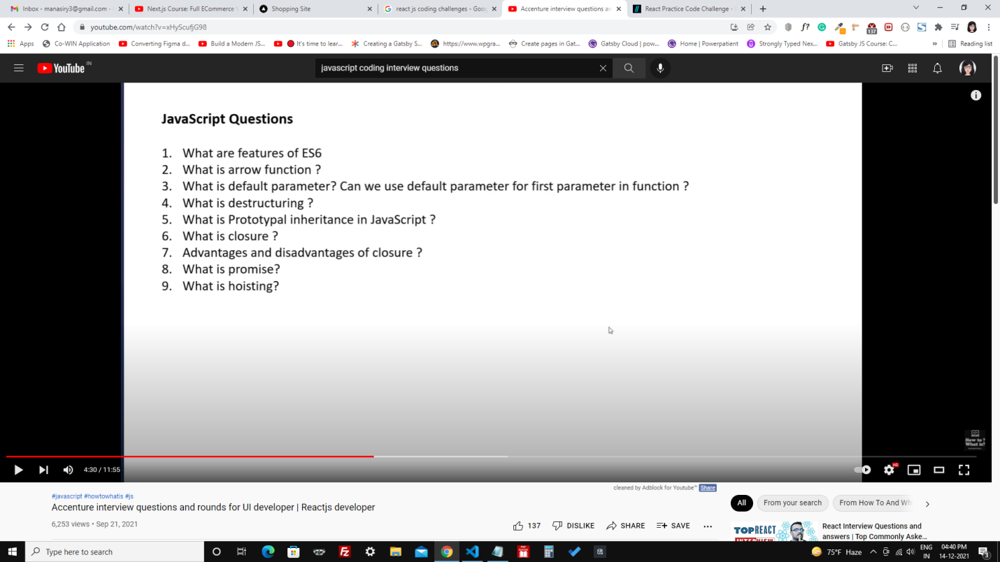 Inbox - manasiry3@gmail.com -
Next.js Course: Full ECommerce
Shopping Site
react js coding challenges - Goog
Accenture interview questions an
React Practice Code Challenge -
youtube.com/watch?v=xHyScufjG98
f?
137
Apps
Co-WIN Application
Converting Figma d...
Build a Modern JS...
It's time to lear...
Creating a Gatsby S...
https://www.wpgra...
Create pages in Gat...
Gatsby Cloud | pow...
Home | Powerpatient
Strongly Typed Nex...
Gatsby JS Course: C...
»
Reading list
YouTube IN
javascript coding interview questions
JavaScript Questions
1. What are features of ES6
2. What is arrow function ?
3. What is default parameter? Can we use default parameter for first parameter in function ?
4. What is destructuring ?
5. What is Prototypal inheritance in JavaScript ?
6. What is closure ?
7. Advantages and disadvantages of closure ?
8. What is promise?
9. What is hoisting?
How to ?
What is?
4:30 / 11:55
HD
cleaned by Adblock for Youtube™ Share
#javascript #howtowhatis #js
Accenture interview questions and rounds for UI developer | Reactjs developer
6,253 views • Sep 21, 2021
137
DISLIKE
SHARE
SAVE
All
From your search
From How To And Wh
TOP REACT
React Interview Questions and
answers | Top Commonly Aske...
Type here to search
75°F Haze
ENG
IN
04:40 PM
14-12-2021
3